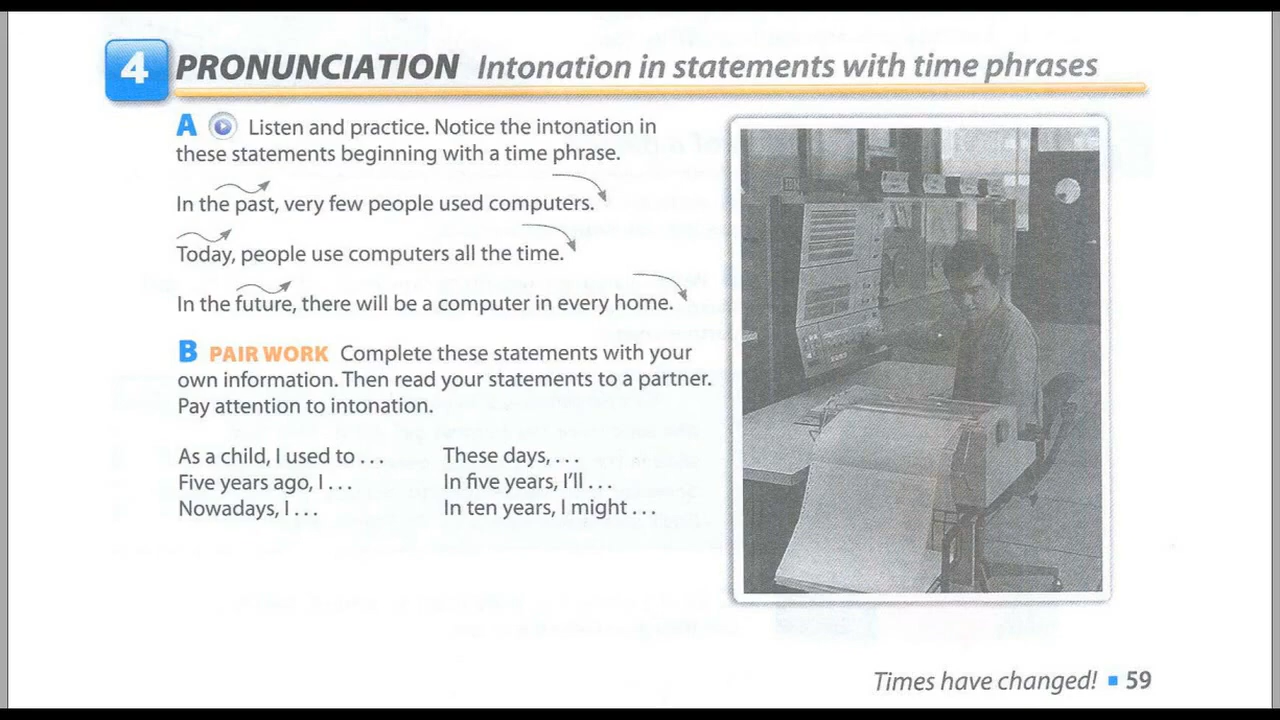 4 PRONUNCIATION Intonation in statements with time phrases
A Listen and practice. Notice the intonation in
these statements beginning with a time phrase.
In the past, very few people used computers.
Today, people use computers all the time.
In the future, there will be a computer in every home.
B PAIR WORK Complete these statements with your
own information. Then read your statements to a partner.
Pay attention to intonation.
As a child, I used to . . .
Five years ago, I . . .
Nowadays, I . . .
These days, . . .
In five years, I'll . . .
In ten years, I might . . .
Times have changed! ▪ 59